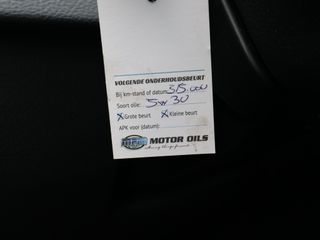 VOLGENDE ONDERHOUDSBEURT
Bij km-stand of datum: 315.000
Soort olie: 5w30
X Grote beurt X Kleine beurt
APK voor (datum):
MOTOR OILS